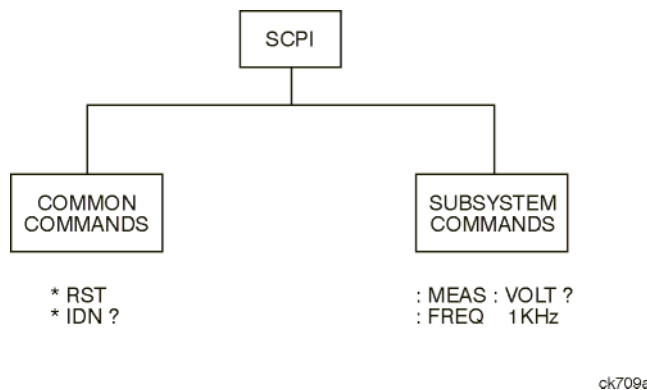 SCPI
COMMON
COMMANDS
SUBSYSTEM
COMMANDS
* RST
* IDN ?
: MEAS : VOLT ?
: FREQ 1KHz
ck709a